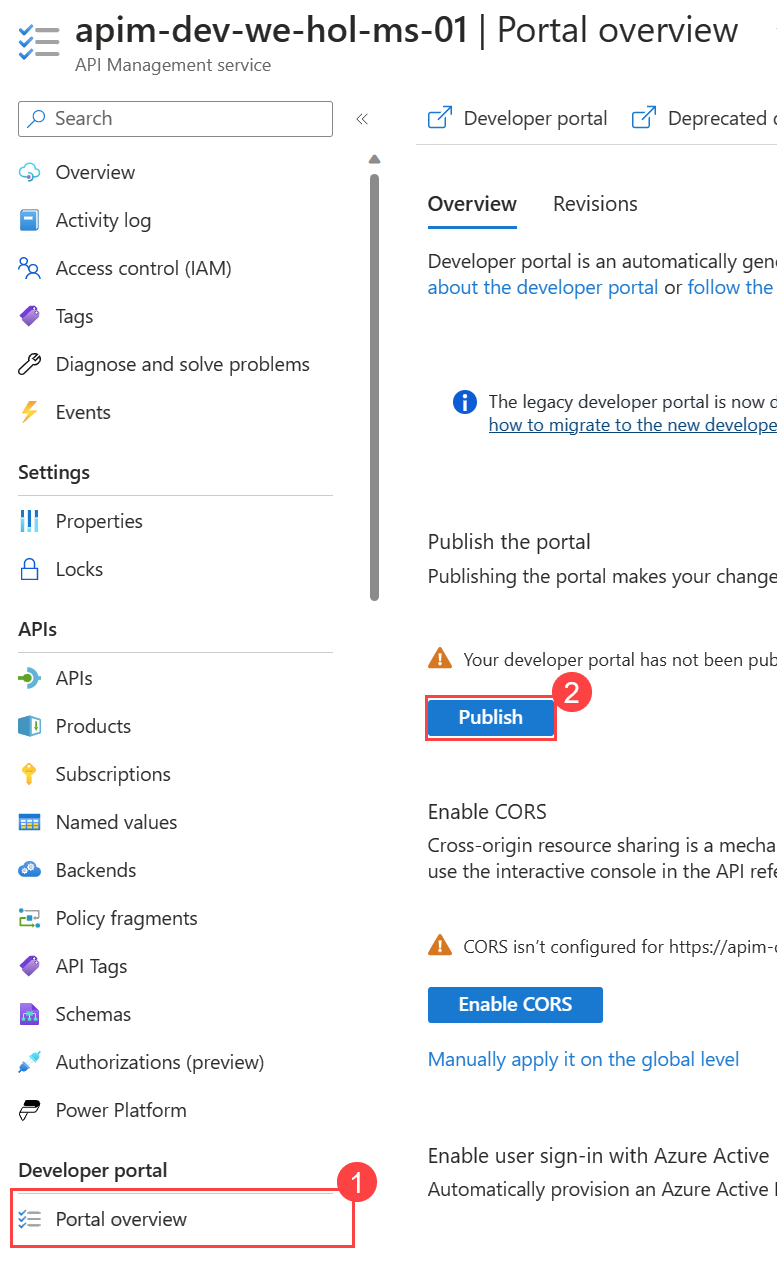 apim-dev-we-hol-ms-01 | Portal overview
API Management service
Search
«
Overview
Activity log
Access control (IAM)
Tags
Diagnose and solve problems
Events
Settings
Properties
Locks
APIs
APIs
Products
Subscriptions
Named values
Backends
Policy fragments
API Tags
Schemas
Authorizations (preview)
Power Platform
Developer portal
1
Portal overview
Developer portal
Deprecated
Overview
Revisions
Developer portal is an automatically
about the developer portal or follow the
The legacy developer portal is now
how to migrate to the new
Publish the portal
Publishing the portal makes your
Your developer portal has not been
2
Publish
Enable CORS
Cross-origin resource sharing is a
use the interactive console in the API
CORS isn't configured for https://apim-
Enable CORS
Manually apply it on the global level
Enable user sign-in with Azure Active
Automatically provision an Azure Active